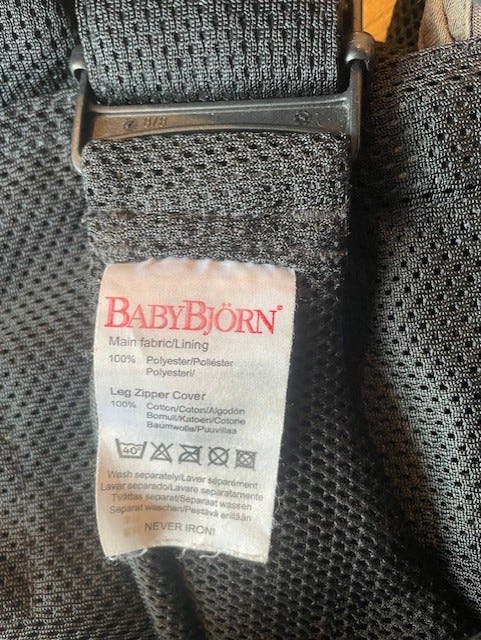 BABYBJÖRN®
Main fabric/Lining
100% Polyester/Poliéster
Polyesteri/
Leg Zipper Cover
100% Cotton/Coton/Algodón
Bomull/Katoen/Cotone
Baumwolle/Puuvillaa
40°
Wash separately/Laver séparément
Lavar separado/Lavare separatamente
Tvättas separat/Separaat wassen
Separat waschen/Pestävä erillään
NEVER IRON!